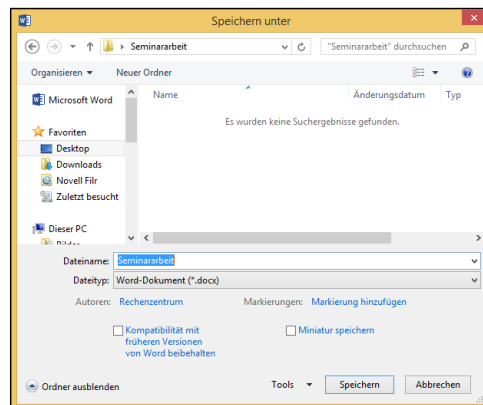 Speichern unter
Seminararbeit
"Seminararbeit" durchsuchen
Organisieren
Neuer Ordner
Microsoft Word
Favoriten
Desktop
Downloads
Novell Filr
Zuletzt besucht
Dieser PC
Bilder
Name
Änderungsdatum
Typ
Es wurden keine Suchergebnisse gefunden.
Dateiname: Seminararbeit
Dateityp: Word-Dokument (*.docx)
Autoren: Rechenzentrum
Markierungen: Markierung hinzufügen
Kompatibilität mit
früheren Versionen
von Word beibehalten
Miniatur speichern
Ordner ausblenden
Tools
Speichern
Abbrechen